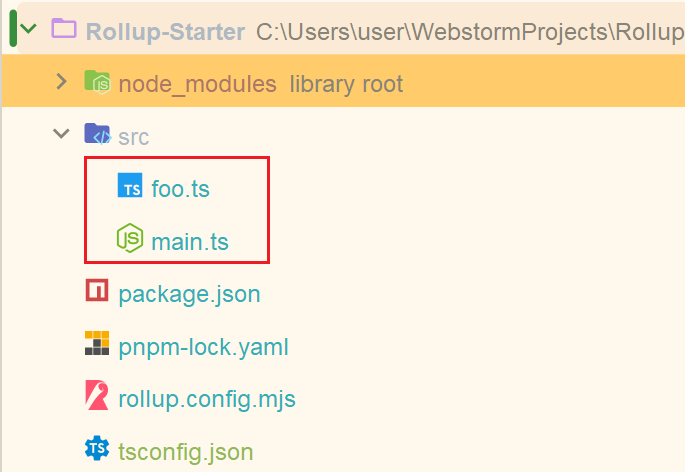 Rollup-Starter C:\Users\user\WebstormProjects\Rollup
node_modules library root
src
TS foo.ts
JS main.ts
package.json
pnpm-lock.yaml
rollup.config.mjs
TS tsconfig.json